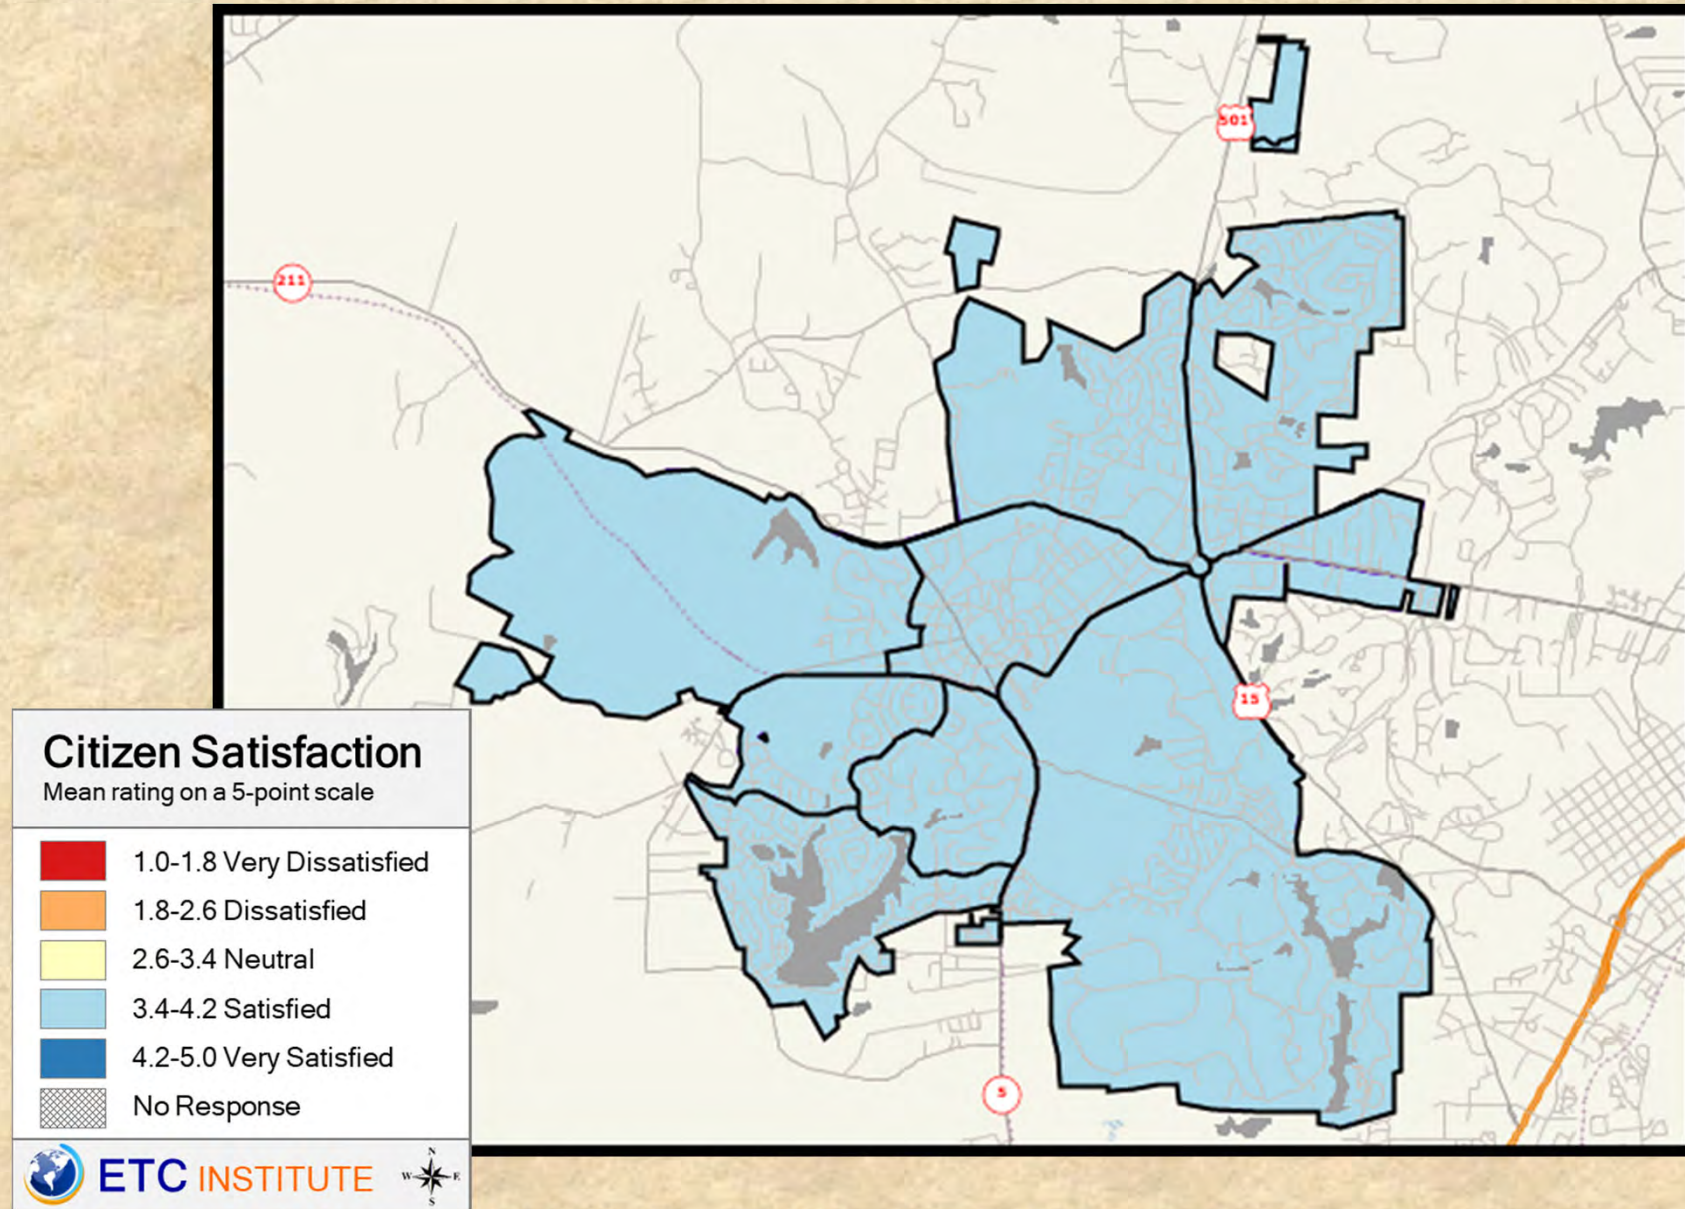 501
211
15
5
Citizen Satisfaction
Mean rating on a 5-point scale
1.0-1.8 Very Dissatisfied
1.8-2.6 Dissatisfied
2.6-3.4 Neutral
3.4-4.2 Satisfied
4.2-5.0 Very Satisfied
No Response
ETC INSTITUTE
N
W E
S